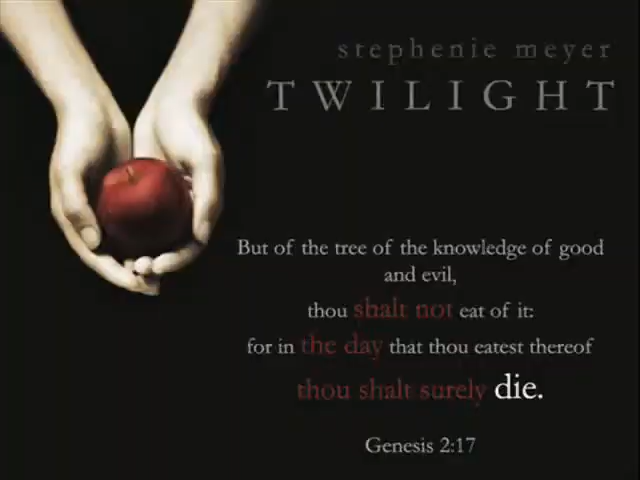 stephenie meyer
TWILIGHT
But of the tree of the knowledge of good
and evil,
thou shalt not eat of it:
for in the day that thou eatest thereof
thou shalt surely die.
Genesis 2:17